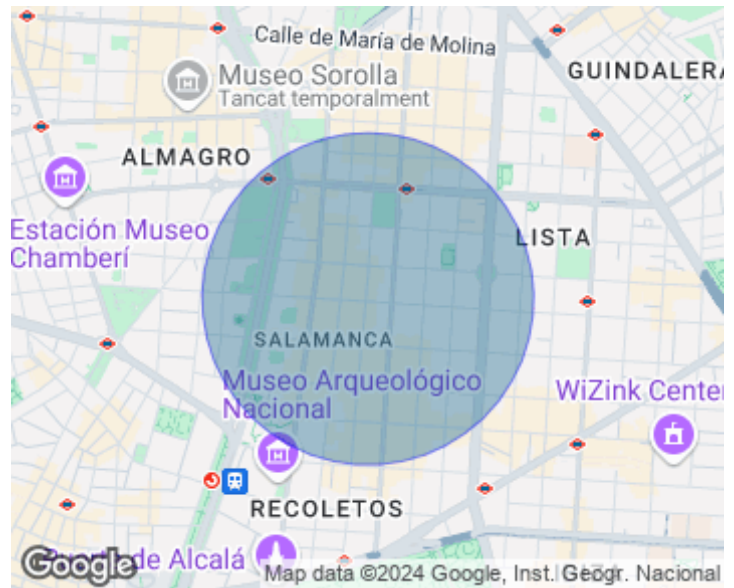 Calle de María de Molina
GUINDALERA
Museo Sorolla
Tancat temporalment
ALMAGRO
Estación Museo
Chamberí
LISTA
SALAMANCA
Museo Arqueológico
Nacional
WiZink Center
RECOLETOS
de Alcalá
Google
Map data ©2024 Google, Inst. Geogr. Nacional